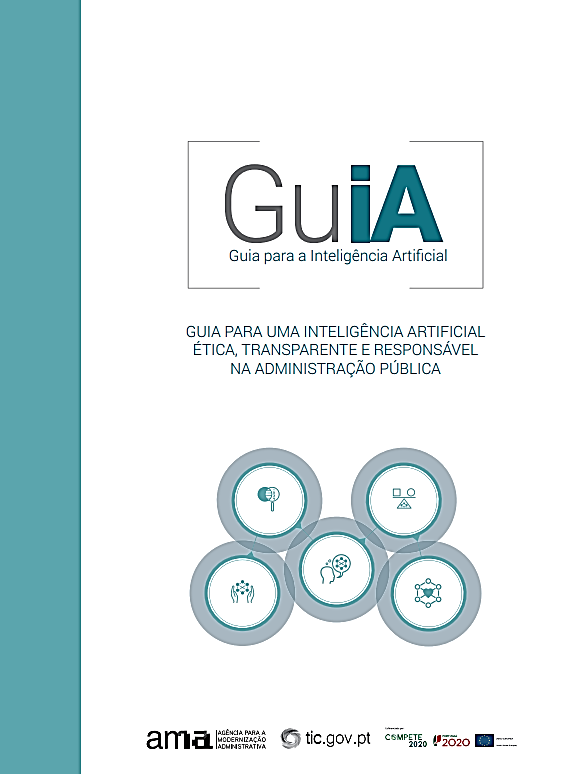 GuiA
Guia para a Inteligência Artificial
GUIA PARA UMA INTELIGÊNCIA ARTIFICIAL
ÉTICA, TRANSPARENTE E RESPONSÁVEL
NA ADMINISTRAÇÃO PÚBLICA
ama
AGÊNCIA PARA A
MODERNIZAÇÃO
ADMINISTRATIVA
tic.gov.pt
COMPETE
2020
2020